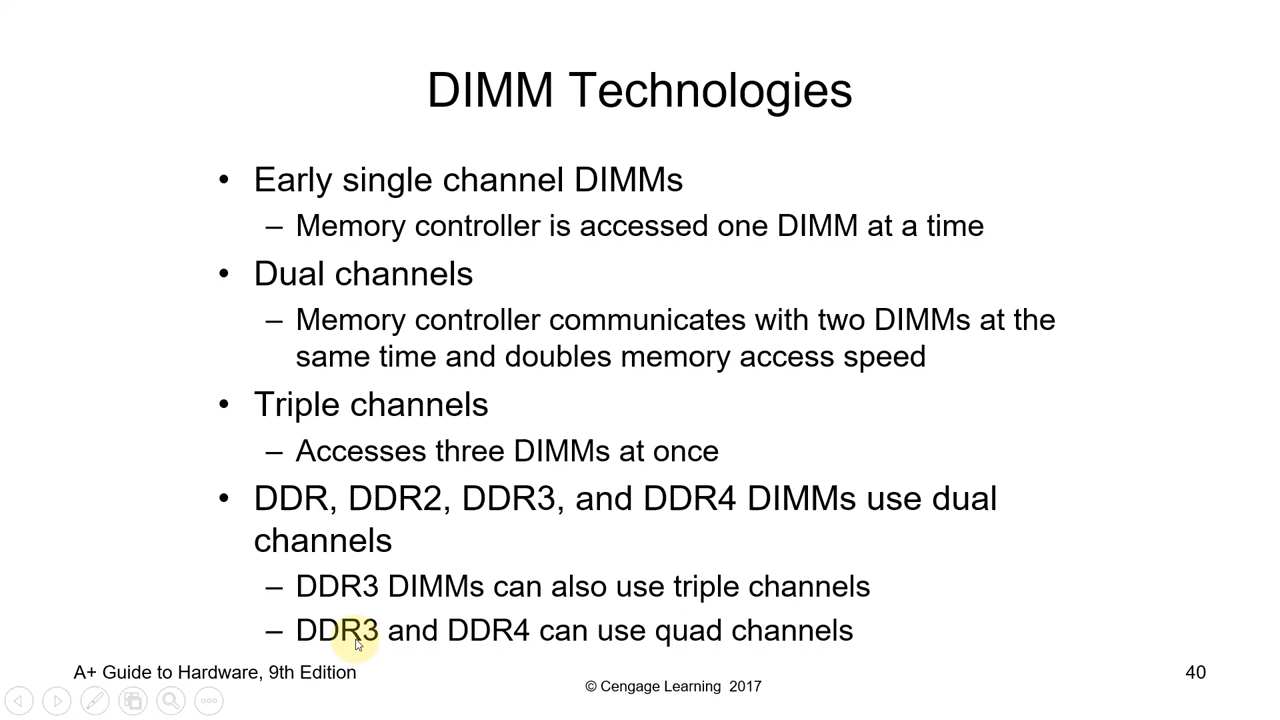 DIMM Technologies
• Early single channel DIMMs
– Memory controller is accessed one DIMM at a time
• Dual channels
– Memory controller communicates with two DIMMs at the
same time and doubles memory access speed
• Triple channels
– Accesses three DIMMs at once
• DDR, DDR2, DDR3, and DDR4 DIMMs use dual
channels
– DDR3 DIMMs can also use triple channels
– DDR3 and DDR4 can use quad channels
A+ Guide to Hardware, 9th Edition
© Cengage Learning 2017
40